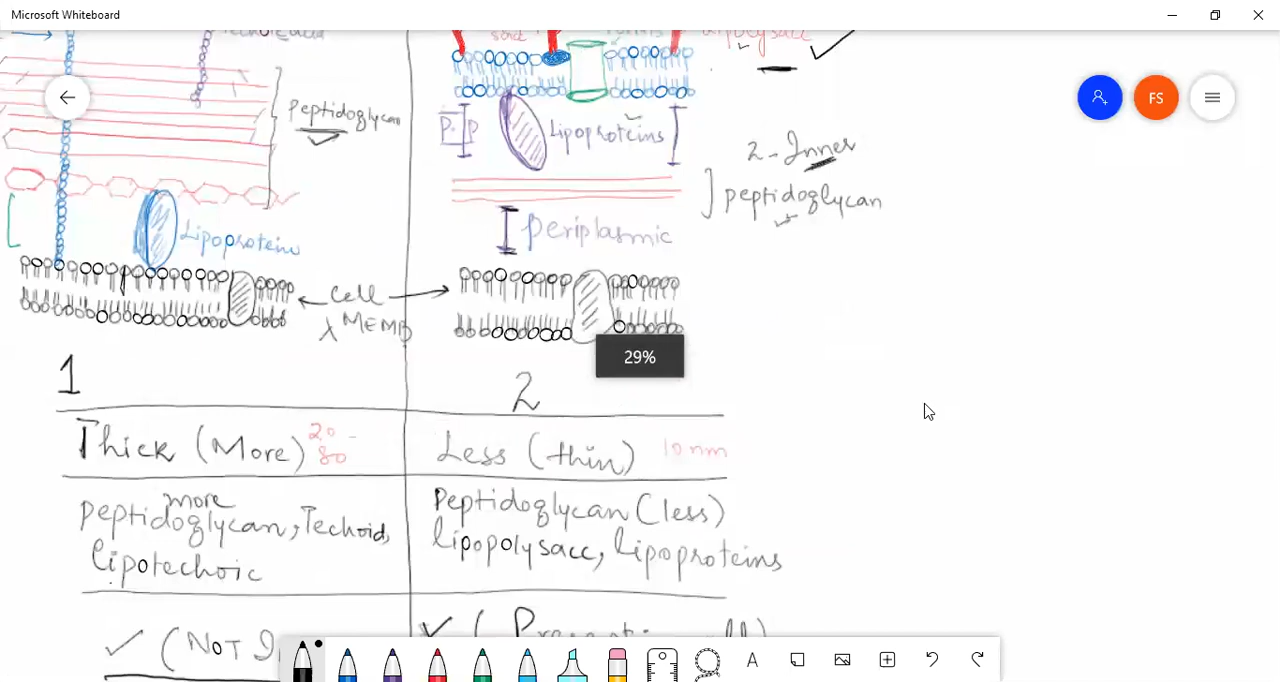 Microsoft Whiteboard
Peptidoglycan
P.P
Lipoproteins
2 - Inner
peptidoglycan
FS
Lipoprotein
periplasmic
cell
MEMB
29%
1
2
Thick (More) 20 -
80
Less (thin) 10 nm
more
peptidoglycan, Techoid,
lipotechoic
Peptidoglycan (less)
lipopolysacc, lipoproteins
(NOT
A